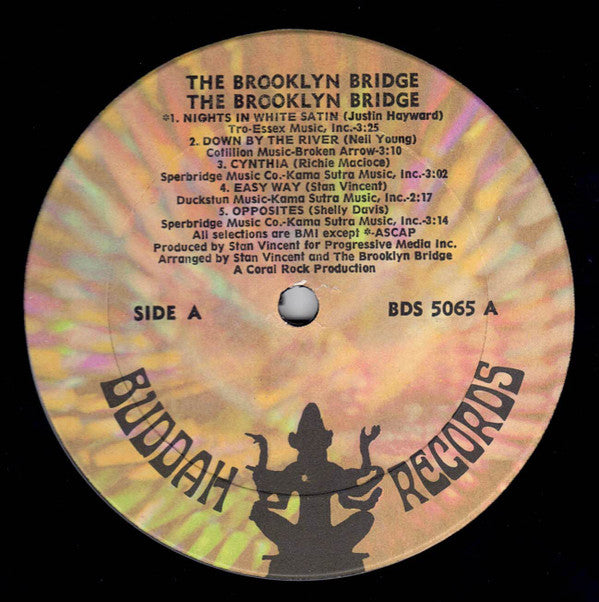 THE BROOKLYN BRIDGE
THE BROOKLYN BRIDGE
*1. NIGHTS IN WHITE SATIN (Justin Hayward)
Tro-Essex Music, Inc.-3:25
2. DOWN BY THE RIVER (Neil Young)
Cotillion Music-Broken Arrow-3:10
3. CYNTHIA (Richie Macioce)
Sperbridge Music Co.-Kama Sutra Music, Inc.-3:02
4. EASY WAY (Stan Vincent)
Duckstun Music-Kama Sutra Music, Inc.-2:17
5. OPPOSITES (Shelly Davis)
Sperbridge Music Co.-Kama Sutra Music, Inc.-3:14
All selections are BMI except *-ASCAP
Produced by Stan Vincent for Progressive Media Inc.
Arranged by Stan Vincent and The Brooklyn Bridge
A Coral Rock Production
SIDE A
BDS 5065 A
BUDDAH RECORDS